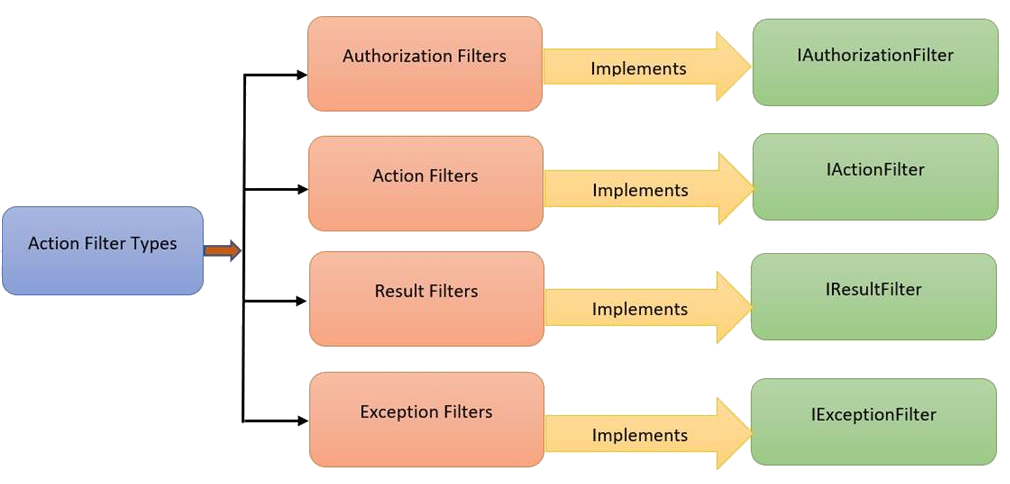 Authorization Filters
Implements
IAuthorizationFilter
Action Filters
Implements
IActionFilter
Action Filter Types
Result Filters
Implements
IResultFilter
Exception Filters
Implements
IExceptionFilter